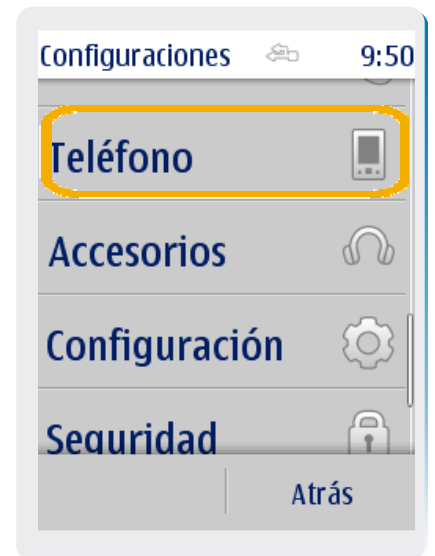 Configuraciones 9:50
Teléfono
Accesorios
Configuración
Seguridad
Atrás